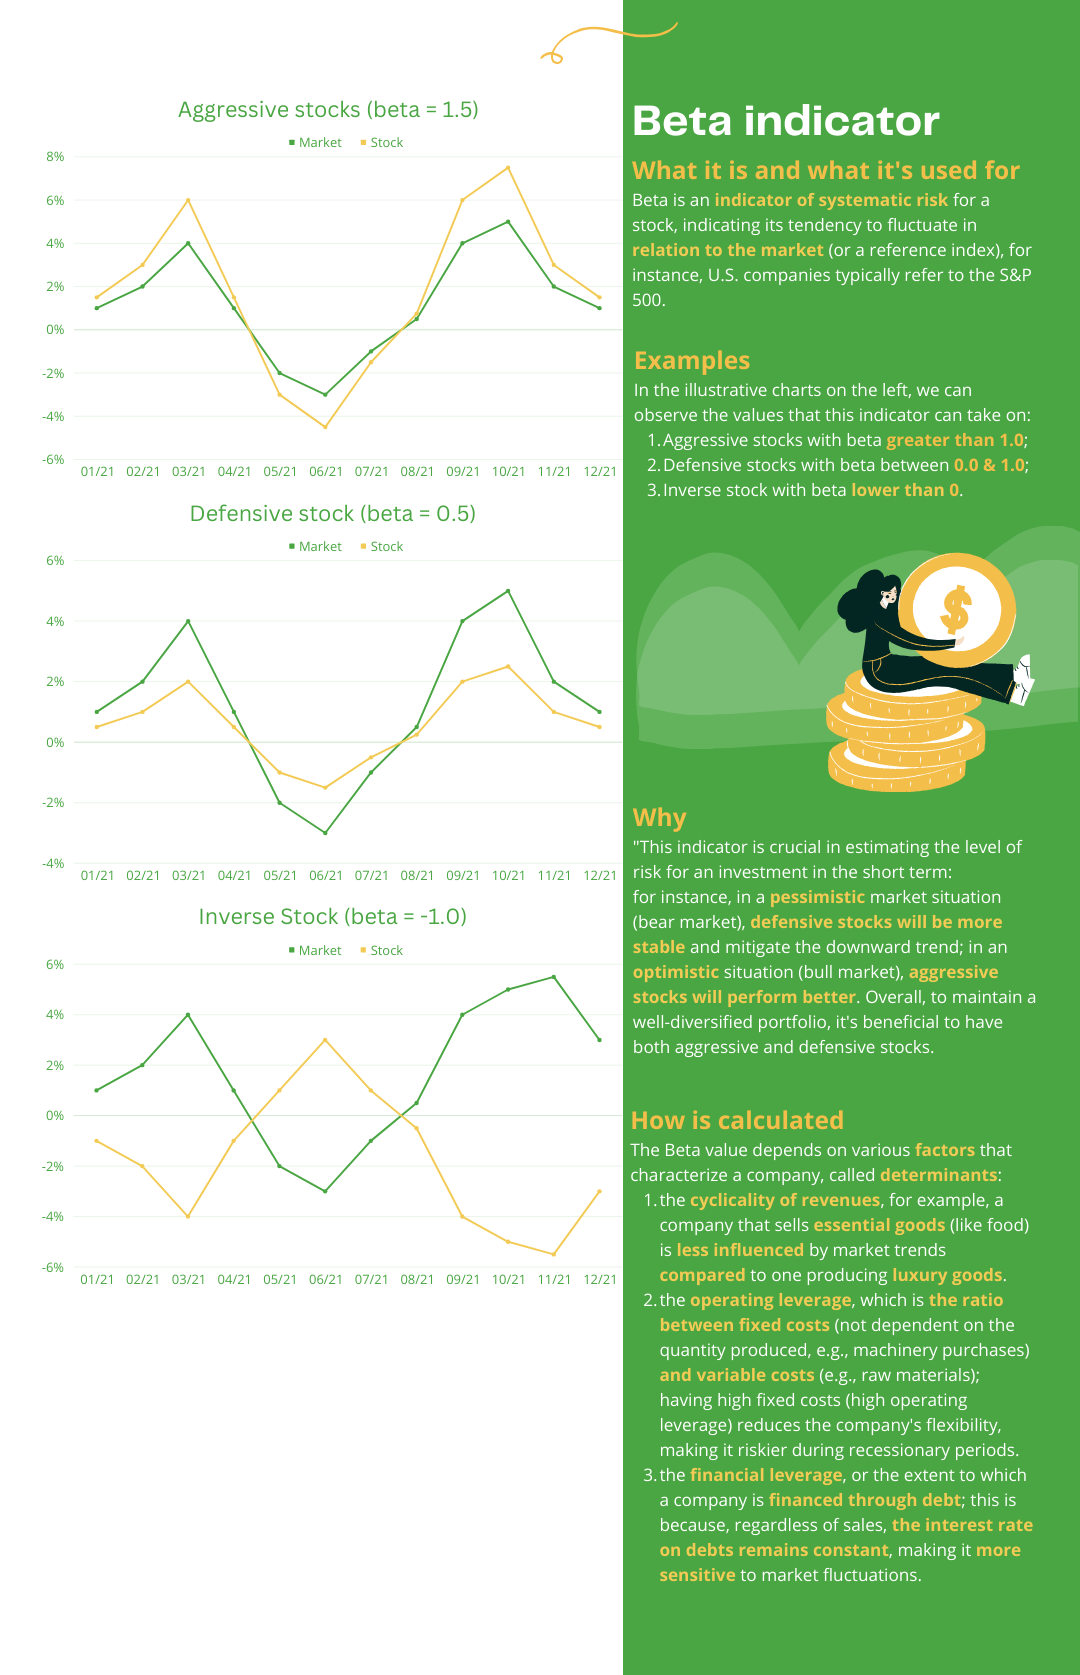 Aggressive stocks (beta = 1.5)
Market Stock
8%
6%
4%
2%
0%
-2%
-4%
-6%
01/21 02/21 03/21 04/21 05/21 06/21 07/21 08/21 09/21 10/21 11/21 12/21
Defensive stock (beta = 0.5)
Market Stock
6%
4%
2%
0%
-2%
-4%
01/21 02/21 03/21 04/21 05/21 06/21 07/21 08/21 09/21 10/21 11/21 12/21
Inverse Stock (beta = -1.0)
Market Stock
6%
4%
2%
0%
-2%
-4%
-6%
01/21 02/21 03/21 04/21 05/21 06/21 07/21 08/21 09/21 10/21 11/21 12/21
Beta indicator
What it is and what it's used for
Beta is an indicator of systematic risk for a
stock, indicating its tendency to fluctuate in
relation to the market (or a reference index), for
instance, U.S. companies typically refer to the S&P
500.
Examples
In the illustrative charts on the left, we can
observe the values that this indicator can take on:
1. Aggressive stocks with beta greater than 1.0;
2. Defensive stocks with beta between 0.0 & 1.0;
3. Inverse stock with beta lower than 0.
$
Why
"This indicator is crucial in estimating the level of
risk for an investment in the short term:
for instance, in a pessimistic market situation
(bear market), defensive stocks will be more
stable and mitigate the downward trend; in an
optimistic situation (bull market), aggressive
stocks will perform better. Overall, to maintain a
well-diversified portfolio, it's beneficial to have
both aggressive and defensive stocks.
How is calculated
The Beta value depends on various factors that
characterize a company, called determinants:
1. the cyclicality of revenues, for example, a
company that sells essential goods (like food)
is less influenced by market trends
compared to one producing luxury goods.
2. the operating leverage, which is the ratio
between fixed costs (not dependent on the
quantity produced, e.g., machinery purchases)
and variable costs (e.g., raw materials);
having high fixed costs (high operating
leverage) reduces the company's flexibility,
making it riskier during recessionary periods.
3. the financial leverage, or the extent to which
a company is financed through debt; this is
because, regardless of sales, the interest rate
on debts remains constant, making it more
sensitive to market fluctuations.